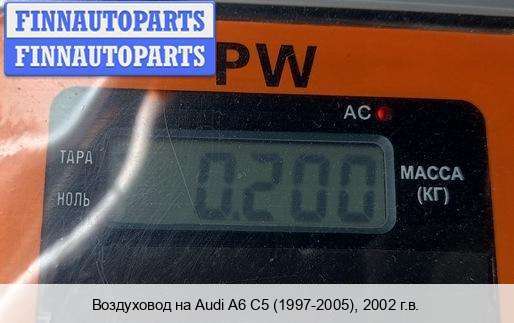 FINNAUTOPARTS
FINNAUTOPARTS
PW
AC
ТАРА
НОЛЬ
0.200
МАССА
(КГ)
Воздуховод на Audi A6 C5 (1997-2005), 2002 г.в.